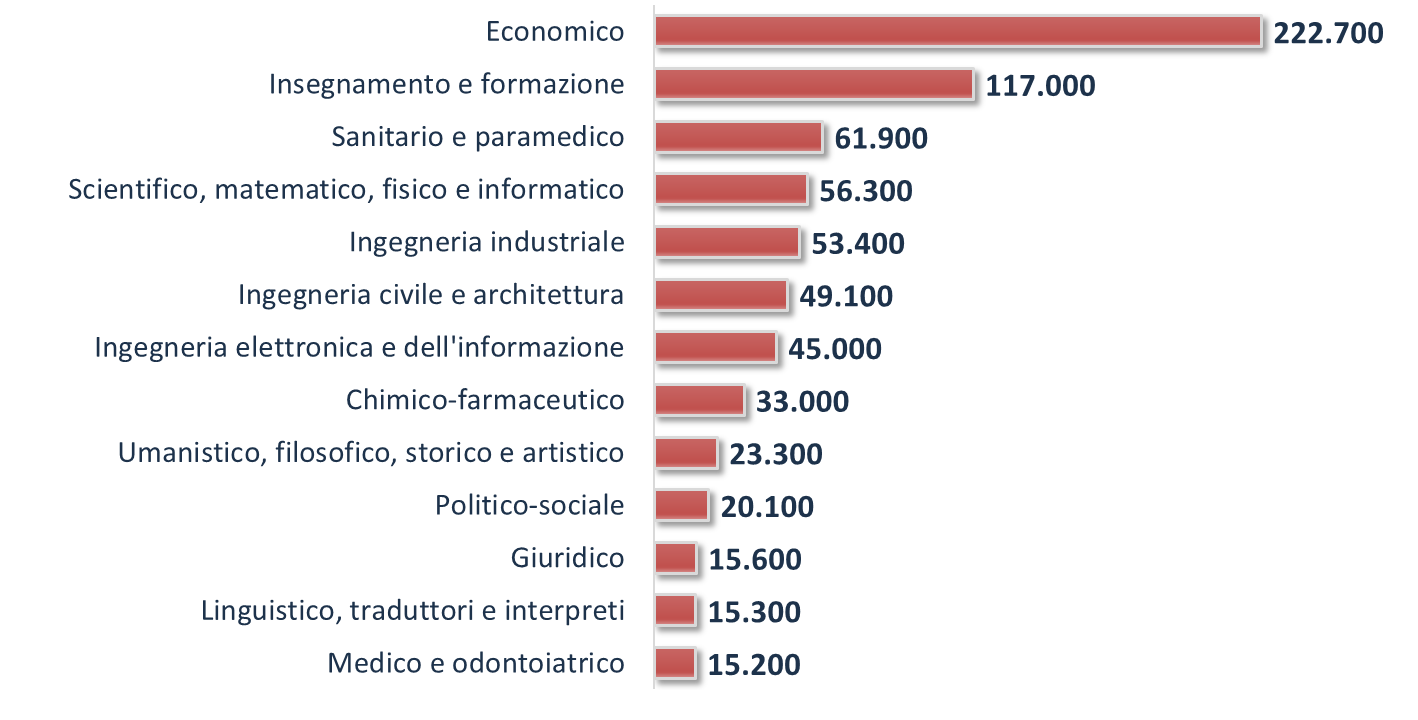 Economico 222.700
Insegnamento e formazione 117.000
Sanitario e paramedico 61.900
Scientifico, matematico, fisico e informatico 56.300
Ingegneria industriale 53.400
Ingegneria civile e architettura 49.100
Ingegneria elettronica e dell'informazione 45.000
Chimico-farmaceutico 33.000
Umanistico, filosofico, storico e artistico 23.300
Politico-sociale 20.100
Giuridico 15.600
Linguistico, traduttori e interpreti 15.300
Medico e odontoiatrico 15.200